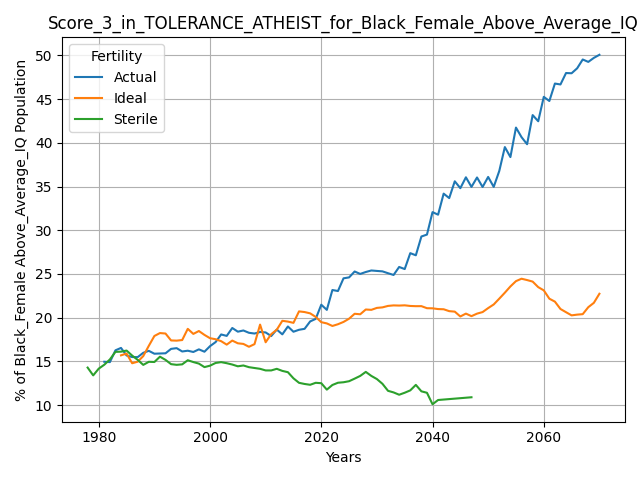 Score_3_in_TOLERANCE_ATHEIST_for_Black_Female_Above_Average_IQ
% of Black_Female Above_Average_IQ Population
50
45
40
35
30
25
20
15
10
Fertility
Actual
Ideal
Sterile
1980 2000 2020 2040 2060
Years